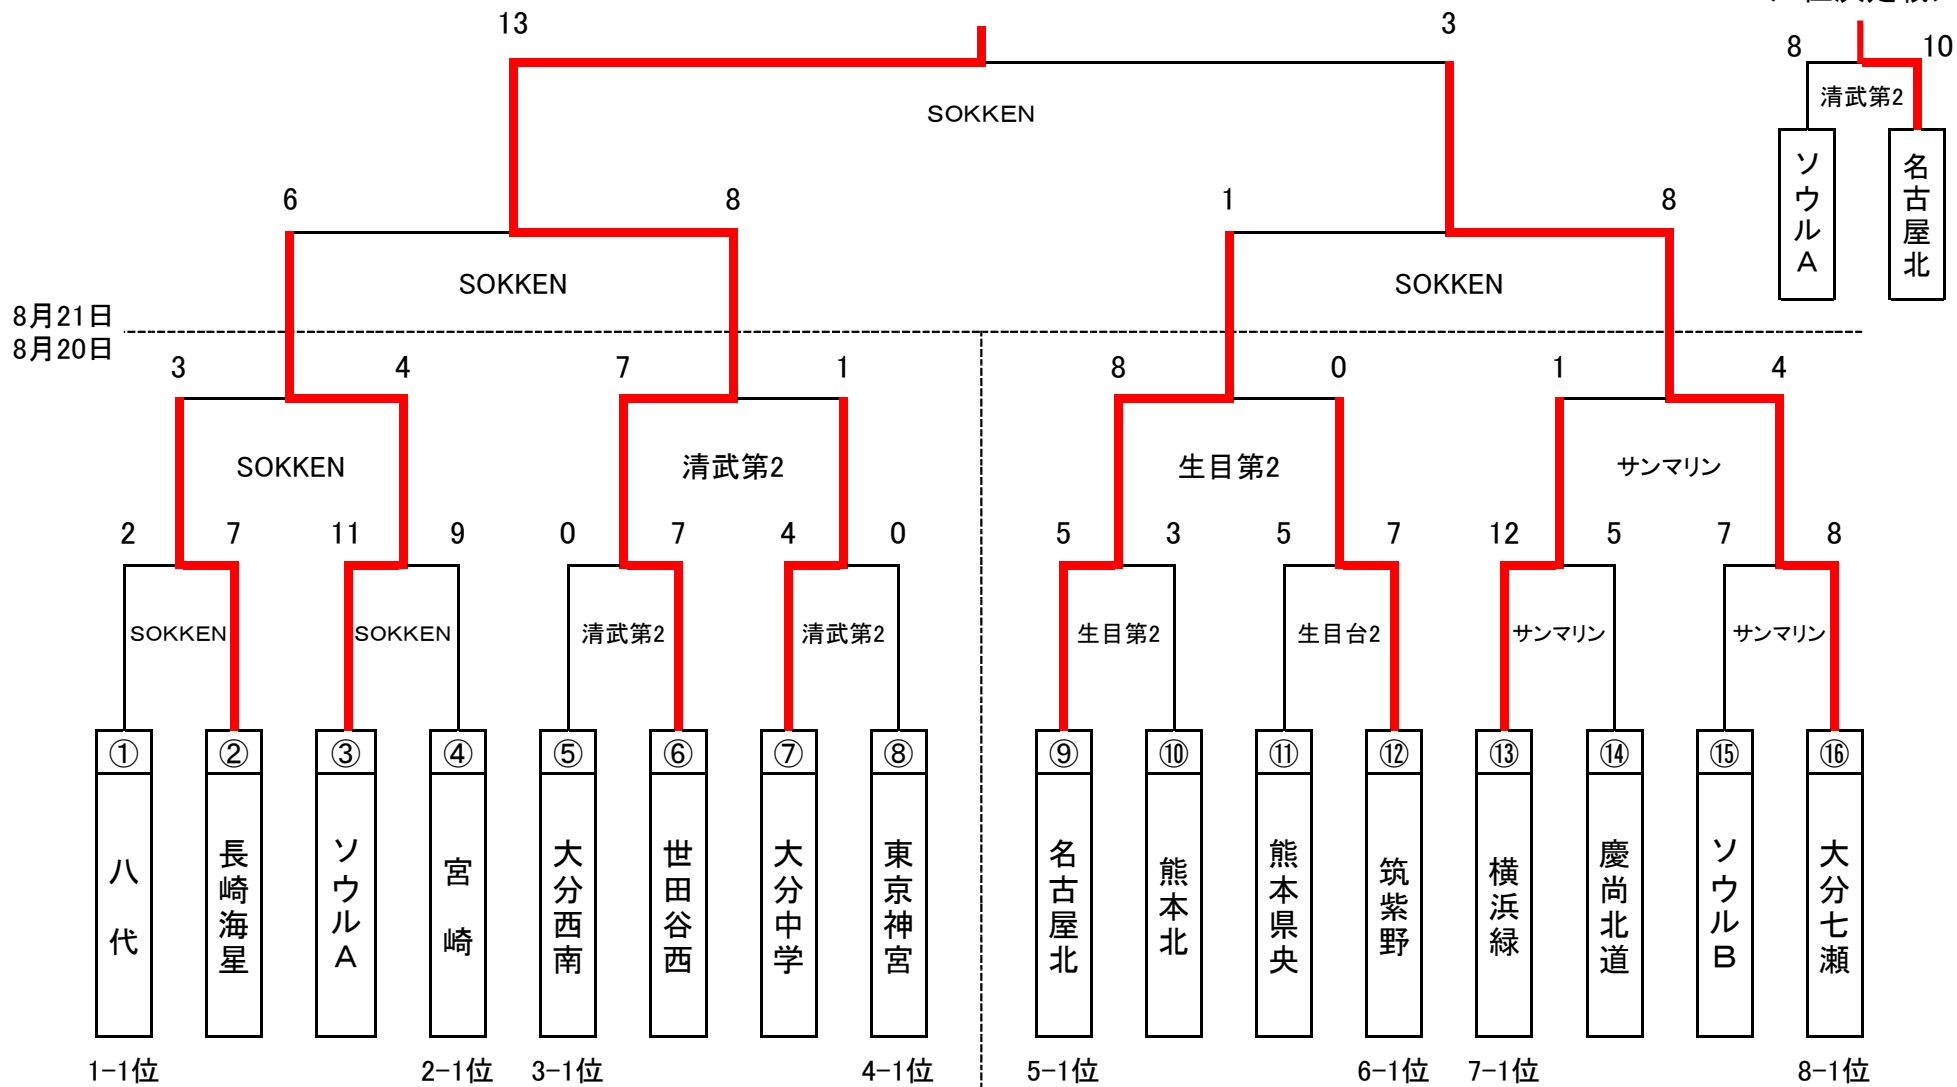 13
3
8
10
清武第2
ソウルA
名古屋北
SOKKEN
6
8
1
8
SOKKEN
SOKKEN
8月21日
8月20日
3
4
7
1
8
0
1
4
SOKKEN
清武第2
生目第2
サンマリン
2
7
11
9
0
7
4
0
5
3
5
7
12
5
7
8
SOKKEN
SOKKEN
清武第2
清武第2
生目第2
生目台2
サンマリン
サンマリン
① 八代
② 長崎海星
③ ソウルA
④ 宮崎
⑤ 大分西南
⑥ 世田谷西
⑦ 大分中学
⑧ 東京神宮
⑨ 名古屋北
⑩ 熊本北
⑪ 熊本県央
⑫ 筑紫野
⑬ 横浜緑
⑭ 慶尚北道
⑮ ソウルB
⑯ 大分七瀬
1-1位
2-1位
3-1位
4-1位
5-1位
6-1位
7-1位
8-1位